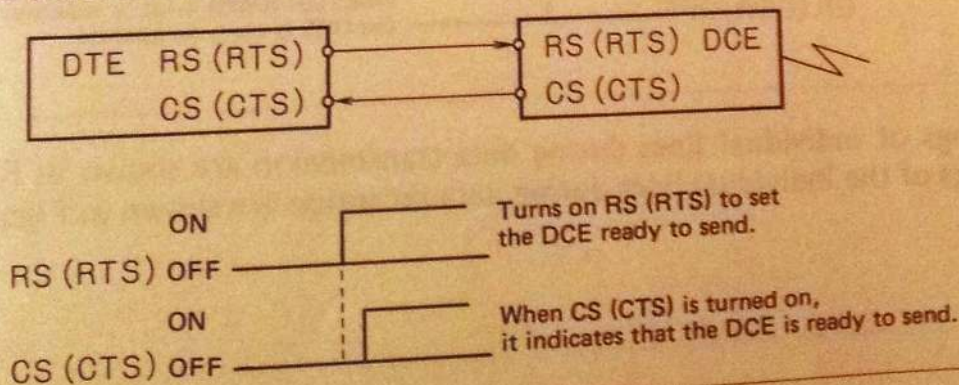 DTE RS (RTS)
CS (CTS)
RS (RTS) DCE
CS (CTS)
ON
RS (RTS) OFF
Turns on RS (RTS) to set
the DCE ready to send.
ON
CS (CTS) OFF
When CS (CTS) is turned on,
it indicates that the DCE is ready to send.